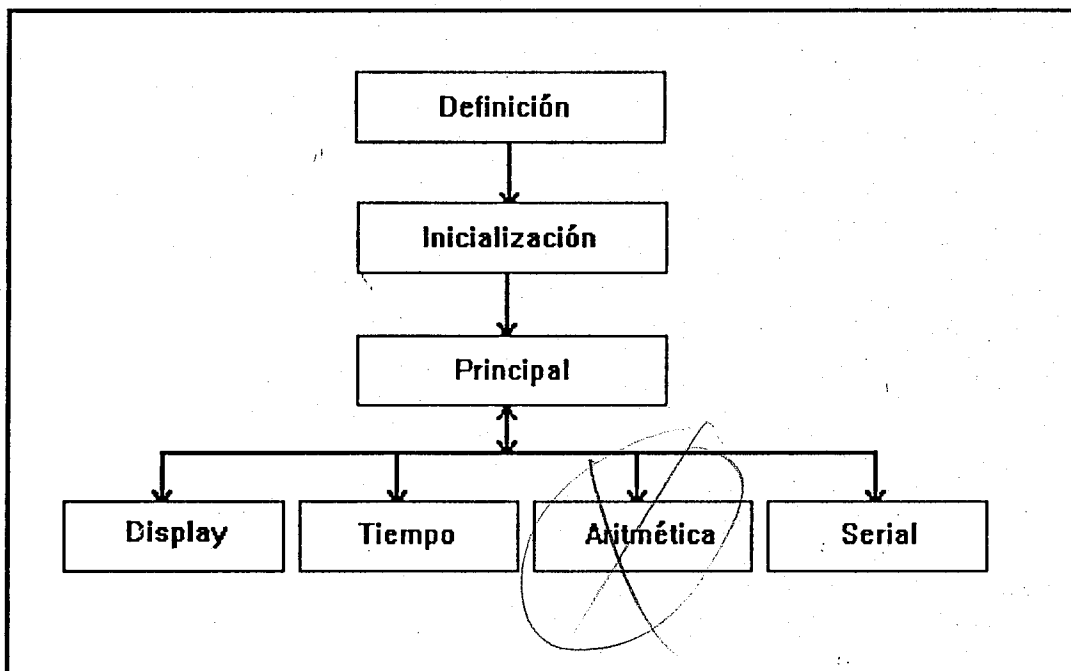 Definición
Inicialización
Principal
Display
Tiempo
Aritmética
Serial